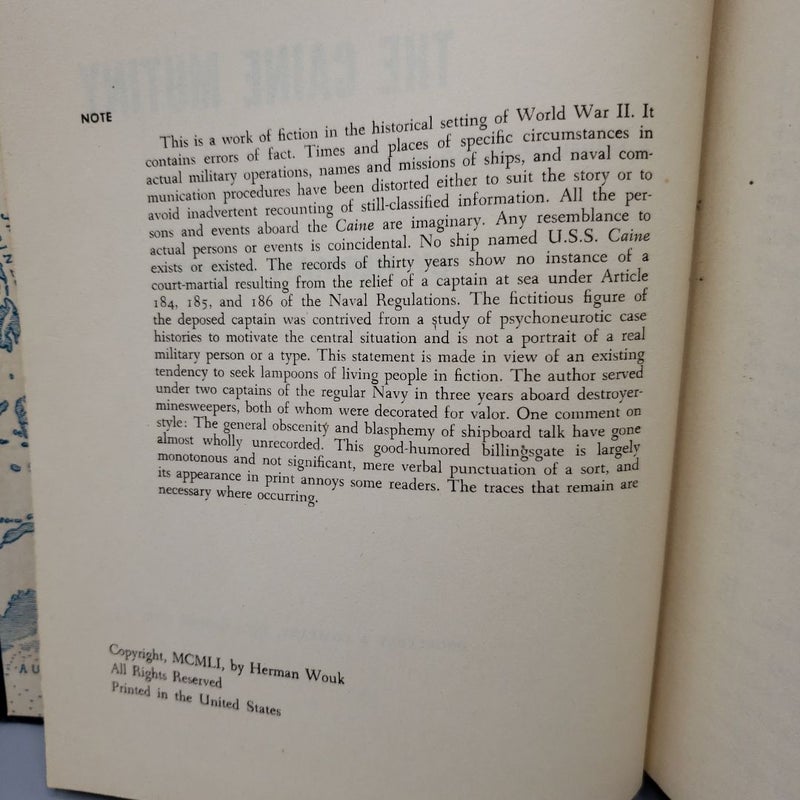 THE CAINE MUTINY
NOTE
This is a work of fiction in the historical setting of World War II. It
contains errors of fact. Times and places of specific circumstances in
actual military operations, names and missions of ships, and naval com-
munication procedures have been distorted either to suit the story or to
avoid inadvertent recounting of still-classified information. All the per-
sons and events aboard the Caine are imaginary. Any resemblance to
actual persons or events is coincidental. No ship named U.S.S. Caine
exists or existed. The records of thirty years show no instance of a
court-martial resulting from the relief of a captain at sea under Article
184, 185, and 186 of the Naval Regulations. The fictitious figure of
the deposed captain was contrived from a study of psychoneurotic case
histories to motivate the central situation and is not a portrait of a real
military person or a type. This statement is made in view of an existing
tendency to seek lampoons of living people in fiction. The author served
under two captains of the regular Navy in three years aboard destroyer-
minesweepers, both of whom were decorated for valor. One comment on
style: The general obscenity and blasphemy of shipboard talk have gone
almost wholly unrecorded. This good-humored billingsgate is largely
monotonous and not significant, mere verbal punctuation of a sort, and
its appearance in print annoys some readers. The traces that remain are
necessary where occurring.
Copyright, MCMLI, by Herman Wouk
All Rights Reserved
Printed in the United States
AU